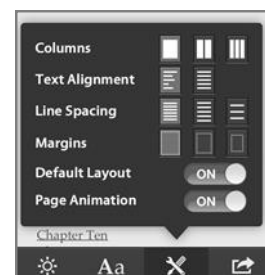 Columns
Text Alignment
Line Spacing
Margins
Default Layout ON
Page Animation ON
Chapter Ten
Aa